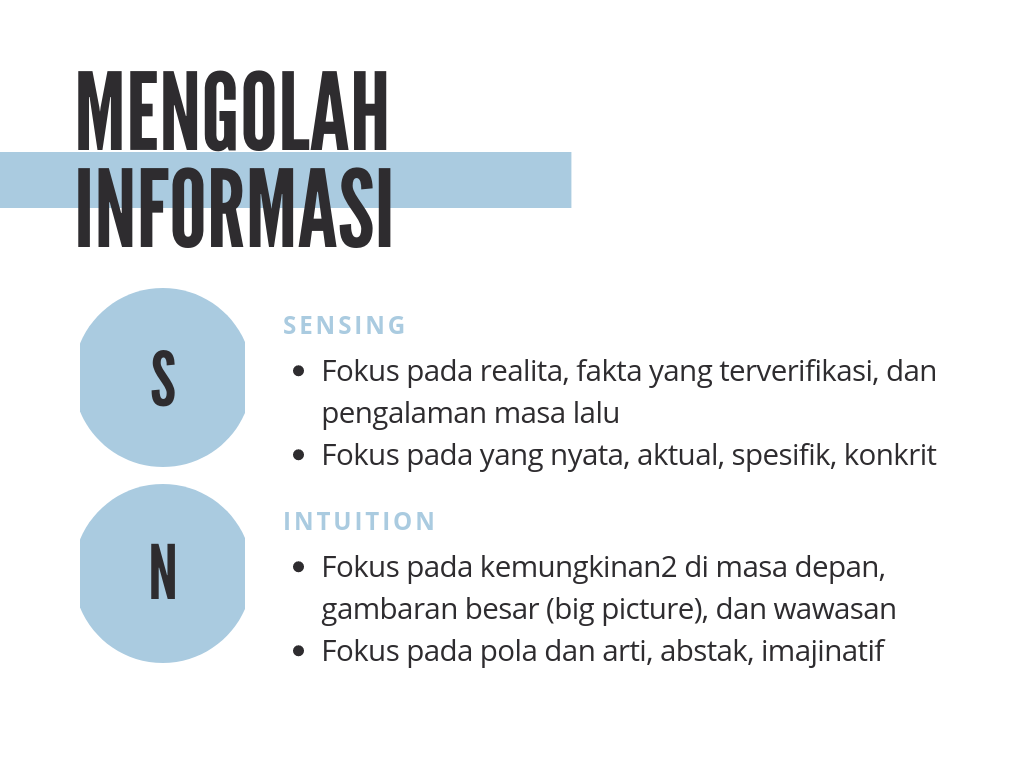 MENGOLAH
INFORMASI
S
SENSING
• Fokus pada realita, fakta yang terverifikasi, dan
pengalaman masa lalu
• Fokus pada yang nyata, aktual, spesifik, konkrit
N
INTUITION
• Fokus pada kemungkinan2 di masa depan,
gambaran besar (big picture), dan wawasan
• Fokus pada pola dan arti, abstak, imajinatif